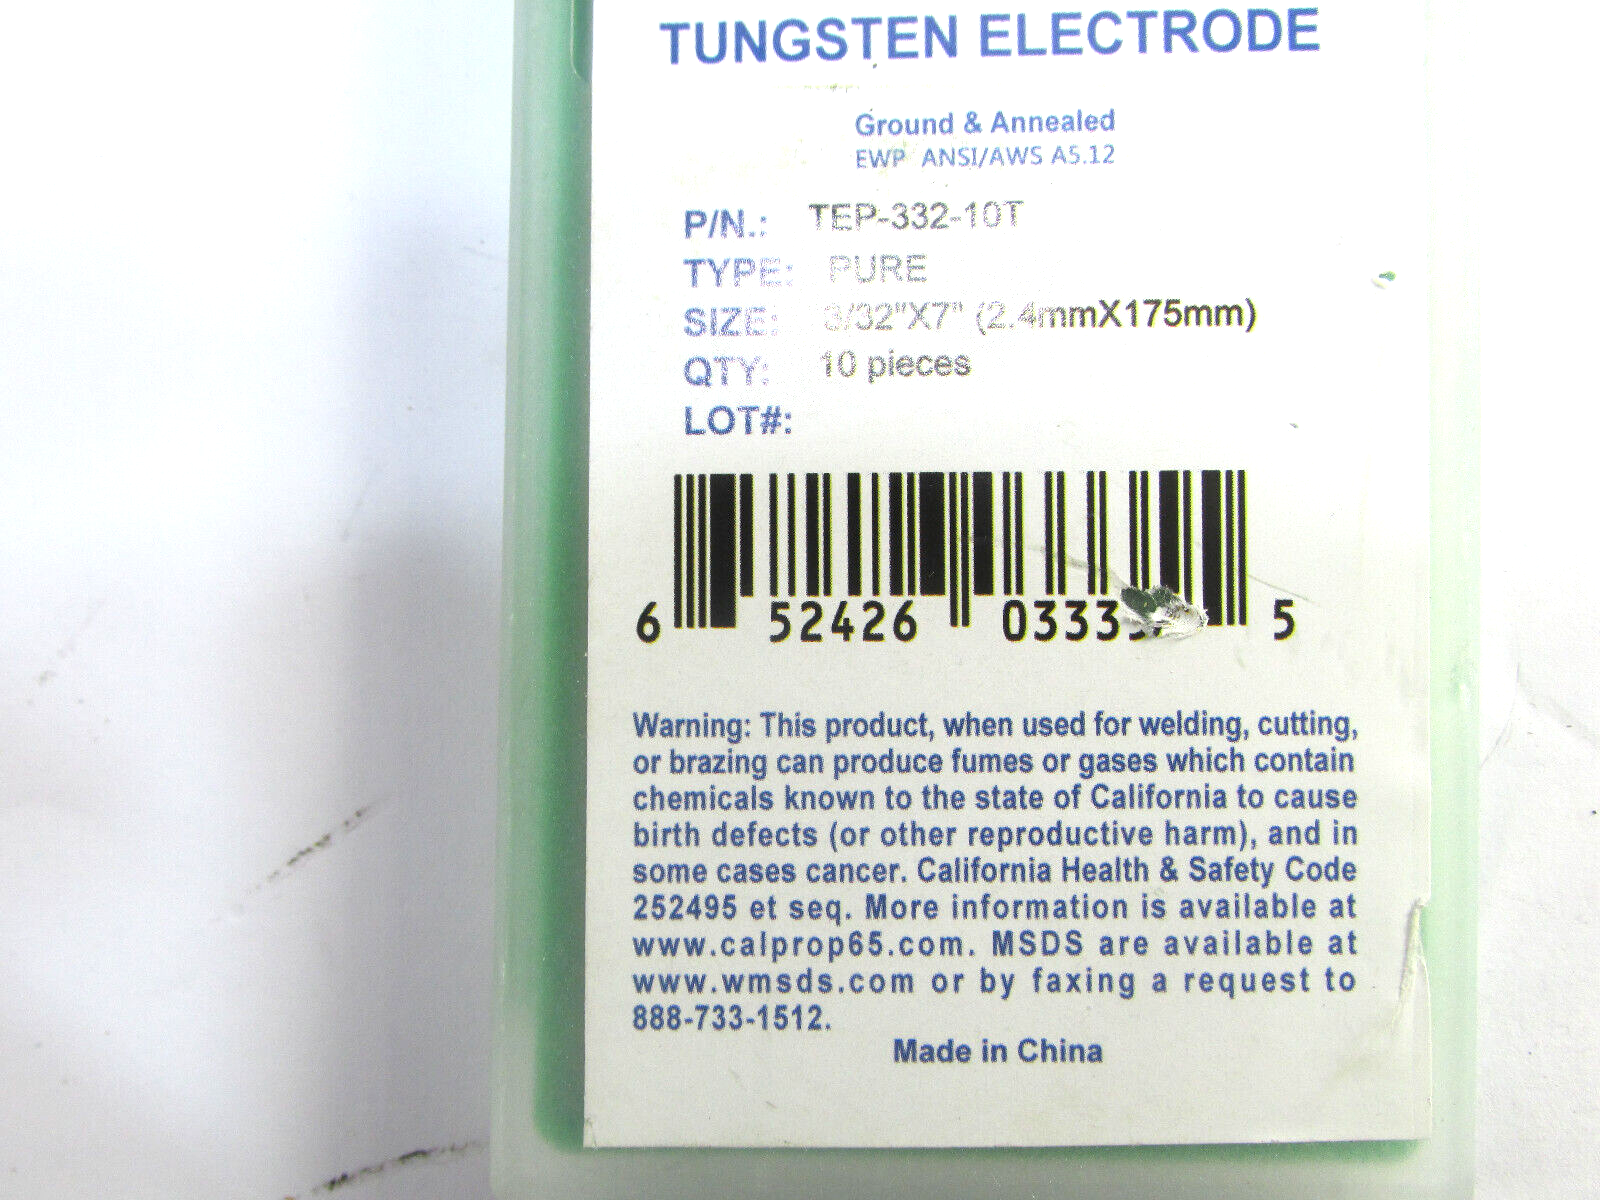 TUNGSTEN ELECTRODE
Ground & Annealed
EWP ANSI/AWS A5.12
P/N.: TEP-332-10T
TYPE: PURE
SIZE: 3/32"X7" (2.4mmX175mm)
QTY: 10 pieces
LOT#:
6 52426 5
Warning: This product, when used for welding, cutting,
or brazing can produce fumes or gases which contain
chemicals known to the state of California to cause
birth defects (or other reproductive harm), and in
some cases cancer. California Health & Safety Code
252495 et seq. More information is available at
www.calprop65.com. MSDS are available at
www.wmsds.com or by faxing a request to
888-733-1512.
Made in China